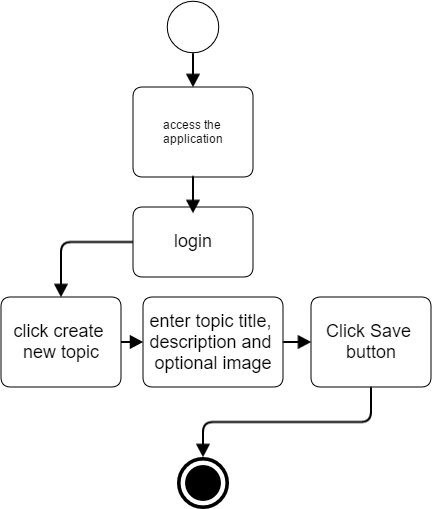 access the
application
login
click create
new topic
enter topic title,
description and
optional image
Click Save
button